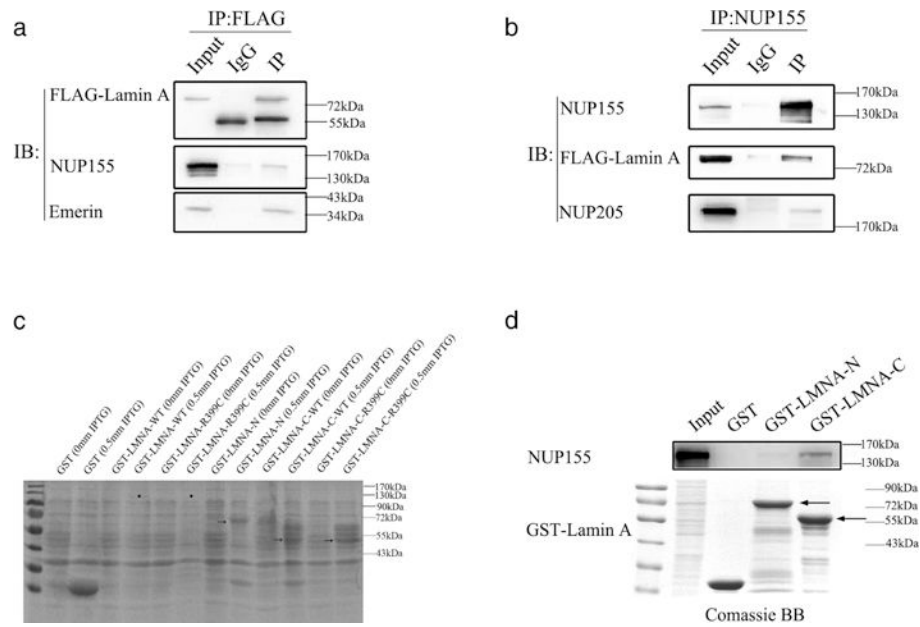 a
IP:FLAG
Input IgG IP
FLAG-Lamin A
72kDa
55kDa
IB:
NUP155
170kDa
130kDa
Emerin
43kDa
34kDa
b
IP:NUP155
Input IgG IP
NUP155
170kDa
130kDa
IB:
FLAG-Lamin A
72kDa
NUP205
170kDa
c
GST (0mm IPTG)
GST (0.5mm IPTG)
GST-LMNA-WT (0mm IPTG)
GST-LMNA-WT (0.5mm IPTG)
GST-LMNA-R399C (0mm IPTG)
GST-LMNA-R399C (0.5mm IPTG)
GST-LMNA-N (0mm IPTG)
GST-LMNA-N (0.5mm IPTG)
GST-LMNA-C-WT (0mm IPTG)
GST-LMNA-C-WT (0.5mm IPTG)
GST-LMNA-C-R399C (0mm IPTG)
GST-LMNA-C-R399C (0.5mm IPTG)
170kDa
130kDa
90kDa
72kDa
55kDa
43kDa
d
Input GST GST-LMNA-N GST-LMNA-C
NUP155
170kDa
130kDa
GST-Lamin A
90kDa
72kDa
55kDa
43kDa
Comassie BB